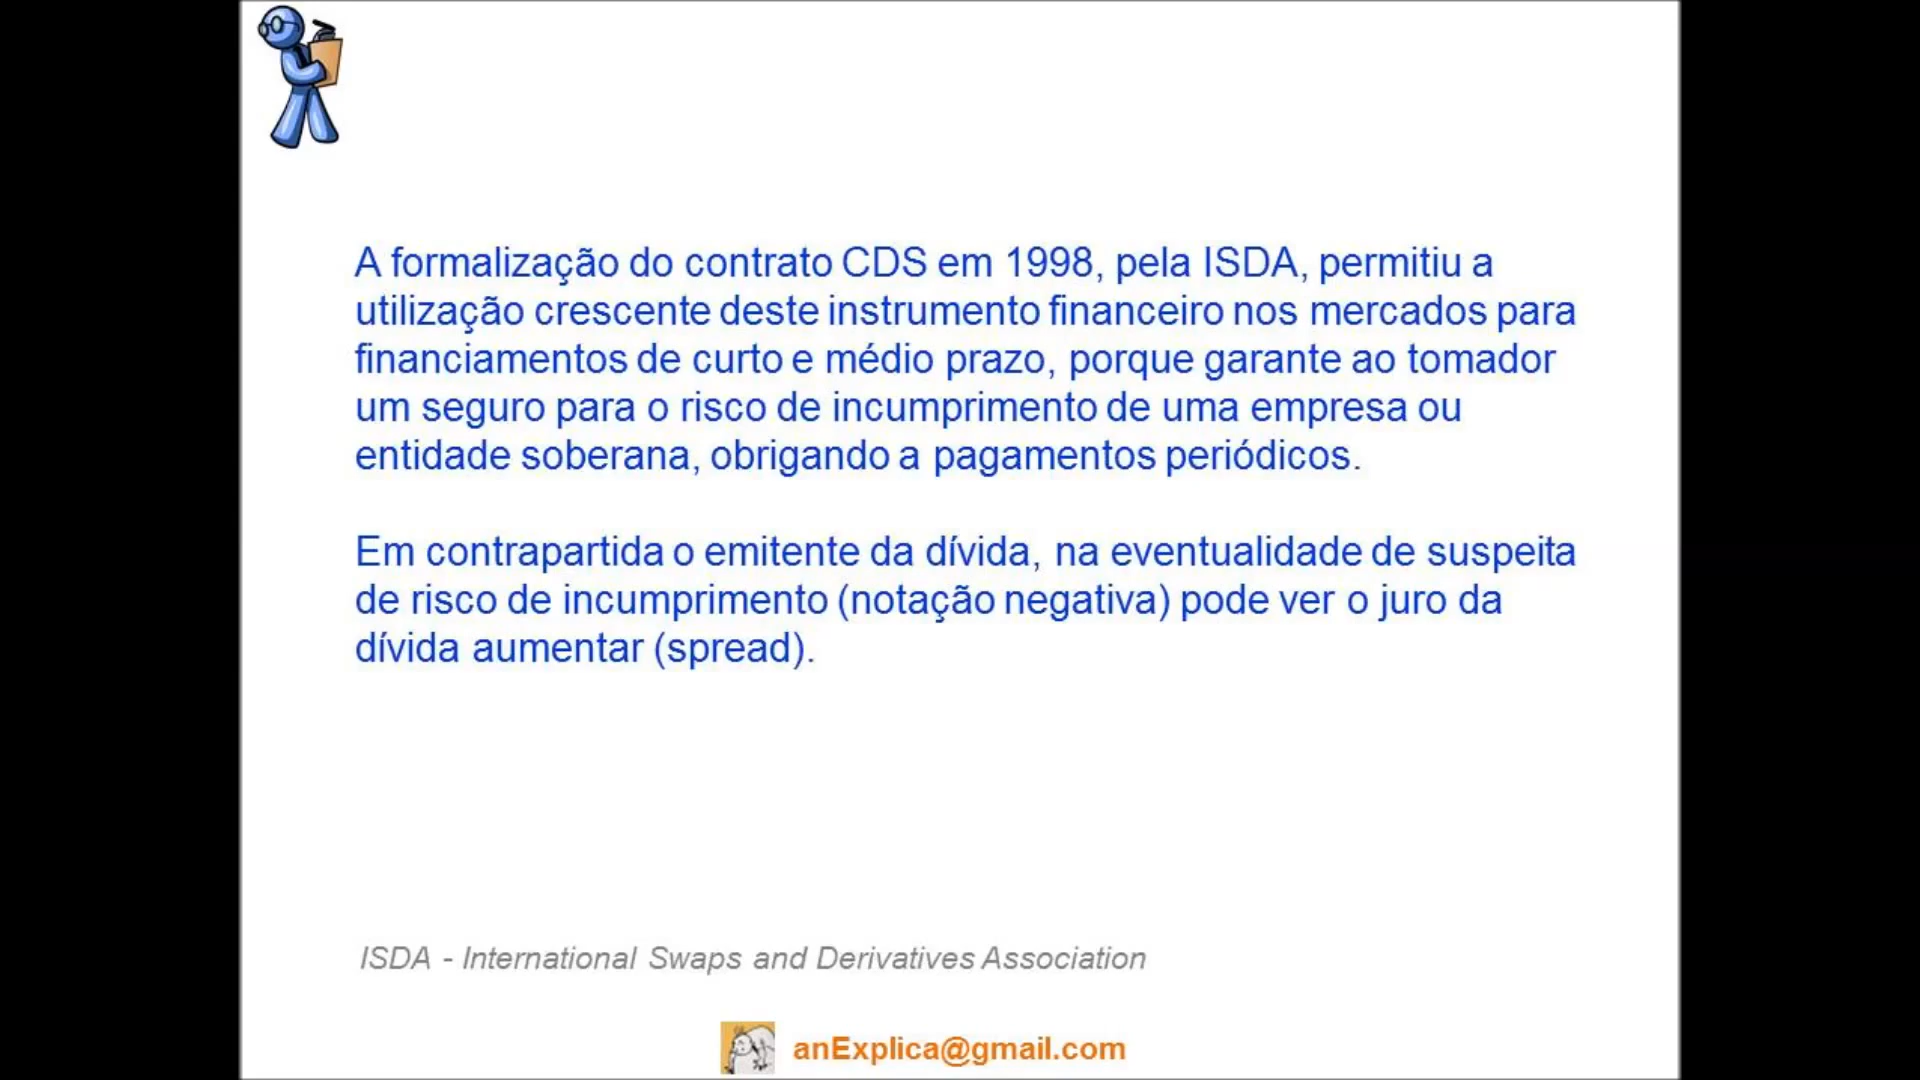 A formalização do contrato CDS em 1998, pela ISDA, permitiu a
utilização crescente deste instrumento financeiro nos mercados para
financiamentos de curto e médio prazo, porque garante ao tomador
um seguro para o risco de incumprimento de uma empresa ou
entidade soberana, obrigando a pagamentos periódicos.
Em contrapartida o emitente da dívida, na eventualidade de suspeita
de risco de incumprimento (notação negativa) pode ver o juro da
dívida aumentar (spread).
ISDA - International Swaps and Derivatives Association
anExplica@gmail.com